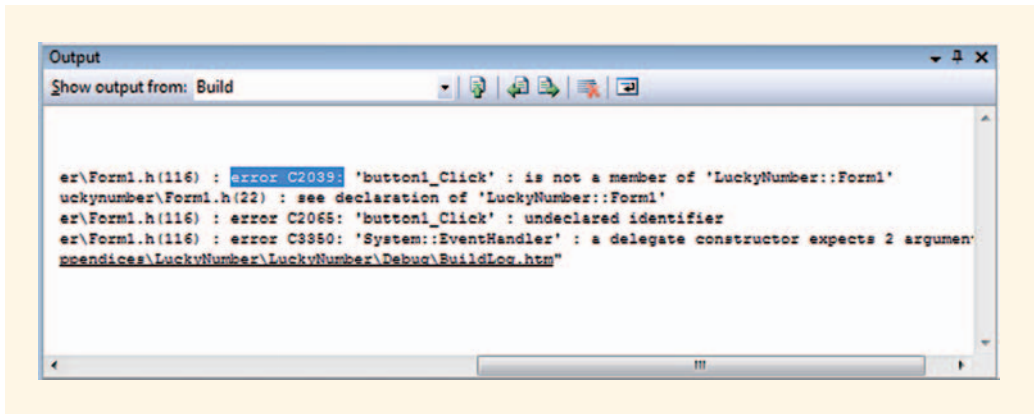 Output
Show output from: Build
er\Form1.h(116) : error C2039: 'button1_Click' : is not a member of 'LuckyNumber::Form1'
uckynumber\Form1.h(22) : see declaration of 'LuckyNumber::Form1'
er\Form1.h(116) : error C2065: 'button1_Click' : undeclared identifier
er\Form1.h(116) : error C3350: 'System::EventHandler' : a delegate constructor expects 2 argumen
ppendices\LuckyNumber\LuckyNumber\Debug\BuildLog.htm"